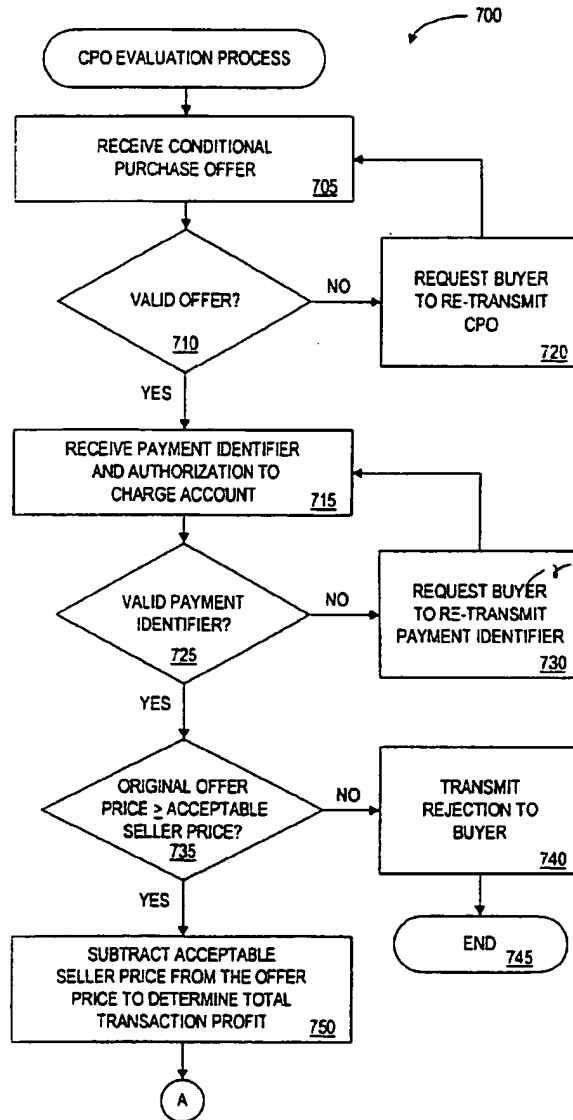 700
CPO EVALUATION PROCESS
RECEIVE CONDITIONAL
PURCHASE OFFER
705
VALID OFFER?
710
NO
REQUEST BUYER
TO RE-TRANSMIT
CPO
720
YES
RECEIVE PAYMENT IDENTIFIER
AND AUTHORIZATION TO
CHARGE ACCOUNT
715
VALID PAYMENT
IDENTIFIER?
725
NO
REQUEST BUYER
TO RE-TRANSMIT
PAYMENT IDENTIFIER
730
YES
ORIGINAL OFFER
PRICE ≥ ACCEPTABLE
SELLER PRICE?
735
NO
TRANSMIT
REJECTION TO
BUYER
740
END
745
YES
SUBTRACT ACCEPTABLE
SELLER PRICE FROM THE OFFER
PRICE TO DETERMINE TOTAL
TRANSACTION PROFIT
750
A